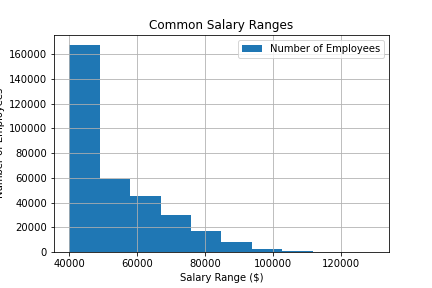 Common Salary Ranges
Number of Employees
160000
140000
120000
100000
80000
60000
40000
20000
0
Number of Employees
40000 60000 80000 100000 120000
Salary Range ($)